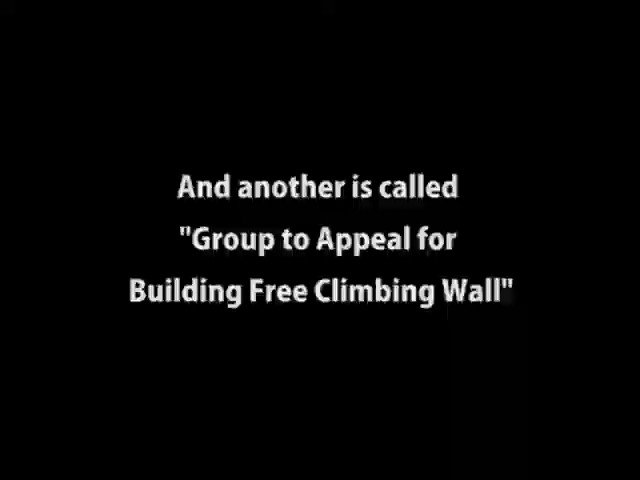 And another is called
"Group to Appeal for
Building Free Climbing Wall"